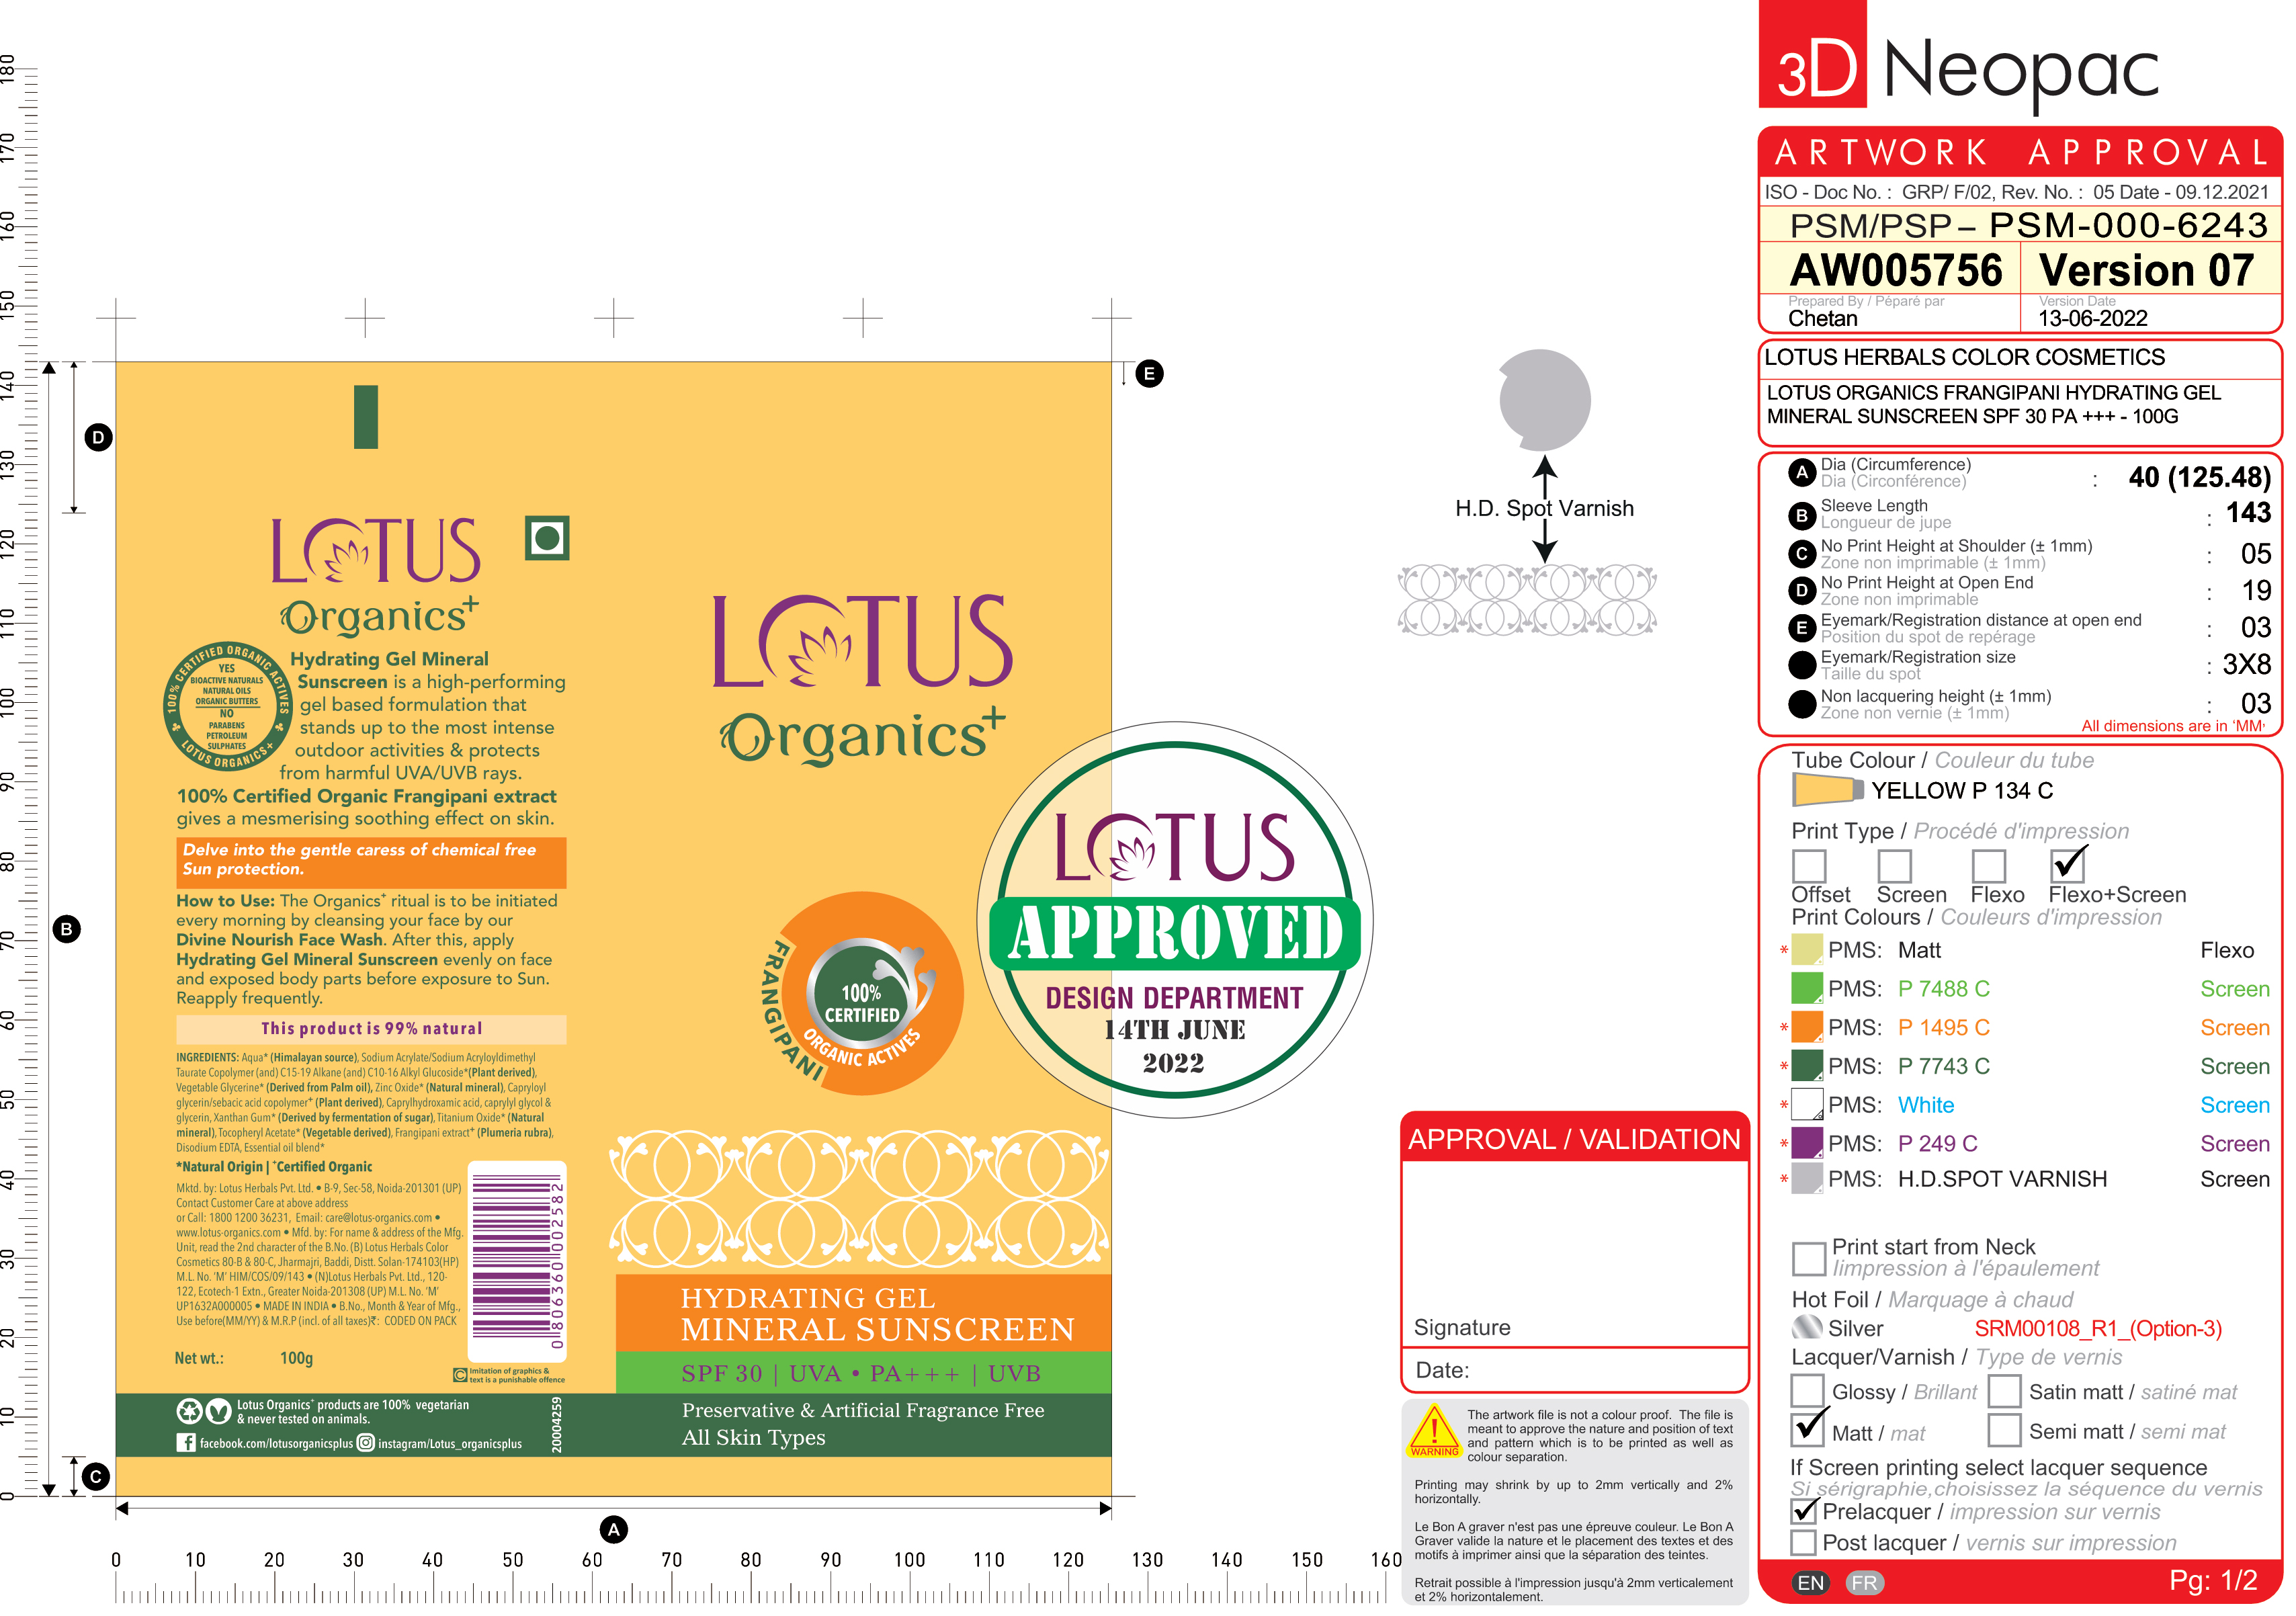 LOTUS
Organics+
100% CERTIFIED ORGANIC ACTIVES
YES
BIOACTIVE NATURALS
NATURAL OILS
ORGANIC BUTTERS
NO
PARABENS
PETROLEUM
SULPHATES
LOTUS ORGANICS+
Hydrating Gel Mineral
Sunscreen is a high-performing
gel based formulation that
stands up to the most intense
outdoor activities & protects
from harmful UVA/UVB rays.
100% Certified Organic Frangipani extract
gives a mesmerising soothing effect on skin.
Delve into the gentle caress of chemical free
Sun protection.
How to Use: The Organics+ ritual is to be initiated
every morning by cleansing your face by our
Divine Nourish Face Wash. After this, apply
Hydrating Gel Mineral Sunscreen evenly on face
and exposed body parts before exposure to Sun.
Reapply frequently.
This product is 99% natural
INGREDIENTS: Aqua* (Himalayan source), Sodium Acrylate/Sodium Acryloyldimethyl
Taurate Copolymer (and) C15-19 Alkane (and) C10-16 Alkyl Glucoside*(Plant derived),
Vegetable Glycerine* (Derived from Palm oil), Zinc Oxide* (Natural mineral), Capryloyl
glycerin/sebacic acid copolymer+ (Plant derived), Caprylhydroxamic acid, caprylyl glycol &
glycerin, Xanthan Gum* (Derived by fermentation of sugar), Titanium Oxide* (Natural
mineral), Tocopheryl Acetate* (Vegetable derived), Frangipani extract+ (Plumeria rubra),
Disodium EDTA, Essential oil blend*
*Natural Origin | +Certified Organic
Mktd. by: Lotus Herbals Pvt. Ltd. • B-9, Sec-58, Noida-201301 (UP)
Contact Customer Care at above address
or Call: 1800 1200 36231, Email: care@lotus-organics.com •
www.lotus-organics.com • Mfd. by: For name & address of the Mfg.
Unit, read the 2nd character of the B.No. (B) Lotus Herbals Color
Cosmetics 80-B & 80-C, Jharmajri, Baddi, Distt. Solan-174103(HP)
M.L. No. 'M' HIM/COS/09/143 • (N)Lotus Herbals Pvt. Ltd., 120-
122, Ecotech-1 Extn., Greater Noida-201308 (UP) M.L. No. 'M'
UP1632A000005 • MADE IN INDIA • B.No., Month & Year of Mfg.,
Use before(MM/YY) & M.R.P (incl. of all taxes)₹: CODED ON PACK
Net wt.: 100g
0806360002582
C Imitation of graphics &
text is a punishable offence
Lotus Organics+ products are 100% vegetarian
& never tested on animals.
facebook.com/lotusorganicsplus instagram/Lotus_organicsplus
20004259
LOTUS
Organics+
FRANGIPANI
100%
CERTIFIED
ORGANIC ACTIVES
HYDRATING GEL
MINERAL SUNSCREEN
SPF 30 | UVA • PA+++ | UVB
Preservative & Artificial Fragrance Free
All Skin Types
LOTUS
APPROVED
DESIGN DEPARTMENT
14TH JUNE
2022
A
B
C
D
E
0 10 20 30 40 50 60 70 80 90 100 110 120 130 140 150 160
0 10 20 30 40 50 60 70 80 90 100 110 120 130 140 150 160 170 180
H.D. Spot Varnish
APPROVAL / VALIDATION
Signature
Date:
WARNING
The artwork file is not a colour proof. The file is
meant to approve the nature and position of text
and pattern which is to be printed as well as
colour separation.
Printing may shrink by up to 2mm vertically and 2%
horizontally.
Le Bon A graver n'est pas une épreuve couleur. Le Bon A
Graver valide la nature et le placement des textes et des
motifs à imprimer ainsi que la séparation des teintes.
Retrait possible à l'impression jusqu'à 2mm verticalement
et 2% horizontalement.
3D Neopac
ARTWORK APPROVAL
ISO - Doc No. : GRP/ F/02, Rev. No. : 05 Date - 09.12.2021
PSM/PSP – PSM-000-6243
AW005756 Version 07
Prepared By / Péparé par Version Date
Chetan 13-06-2022
LOTUS HERBALS COLOR COSMETICS
LOTUS ORGANICS FRANGIPANI HYDRATING GEL
MINERAL SUNSCREEN SPF 30 PA +++ - 100G
A Dia (Circumference) : 40 (125.48)
Dia (Circonférence)
B Sleeve Length : 143
Longueur de jupe
C No Print Height at Shoulder (± 1mm) : 05
Zone non imprimable (± 1mm)
D No Print Height at Open End : 19
Zone non imprimable
E Eyemark/Registration distance at open end : 03
Position du spot de repérage
Eyemark/Registration size : 3X8
Taille du spot
Non lacquering height (± 1mm) : 03
Zone non vernie (± 1mm)
All dimensions are in 'MM'
Tube Colour / Couleur du tube
YELLOW P 134 C
Print Type / Procédé d'impression
Offset Screen Flexo Flexo+Screen
Print Colours / Couleurs d'impression
* PMS: Matt Flexo
PMS: P 7488 C Screen
* PMS: P 1495 C Screen
* PMS: P 7743 C Screen
* PMS: White Screen
* PMS: P 249 C Screen
* PMS: H.D.SPOT VARNISH Screen
Print start from Neck
Iimpression à l'épaulement
Hot Foil / Marquage à chaud
Silver SRM00108_R1_(Option-3)
Lacquer/Varnish / Type de vernis
Glossy / Brillant Satin matt / satiné mat
Matt / mat Semi matt / semi mat
If Screen printing select lacquer sequence
Si sérigraphie,choisissez la séquence du vernis
Prelacquer / impression sur vernis
Post lacquer / vernis sur impression
EN FR Pg: 1/2